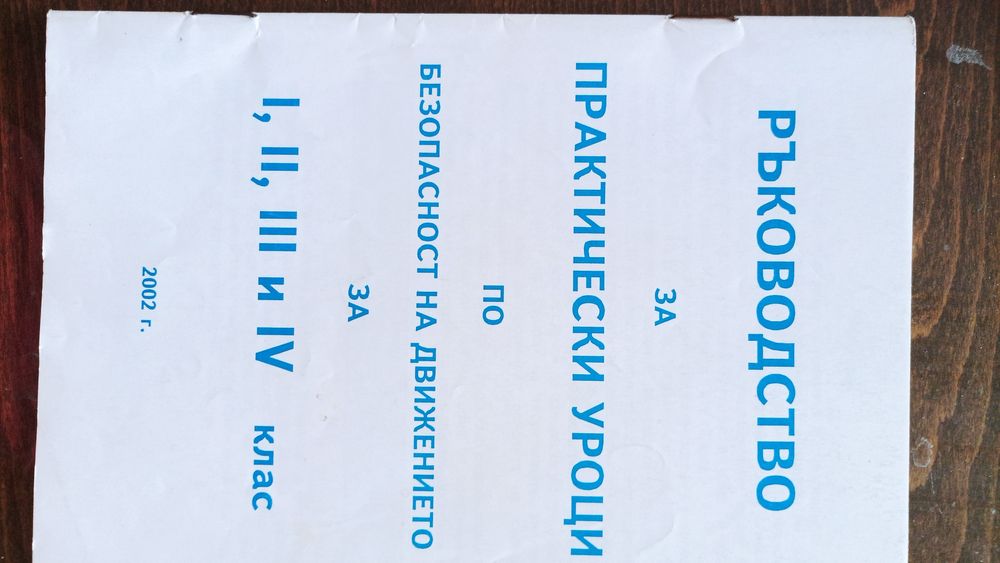 РЪКОВОДСТВО
ЗА
ПРАКТИЧЕСКИ УРОЦИ
ПО
БЕЗОПАСНОСТ НА ДВИЖЕНИЕТО
ЗА
I, II, III и IV клас
2002 г.